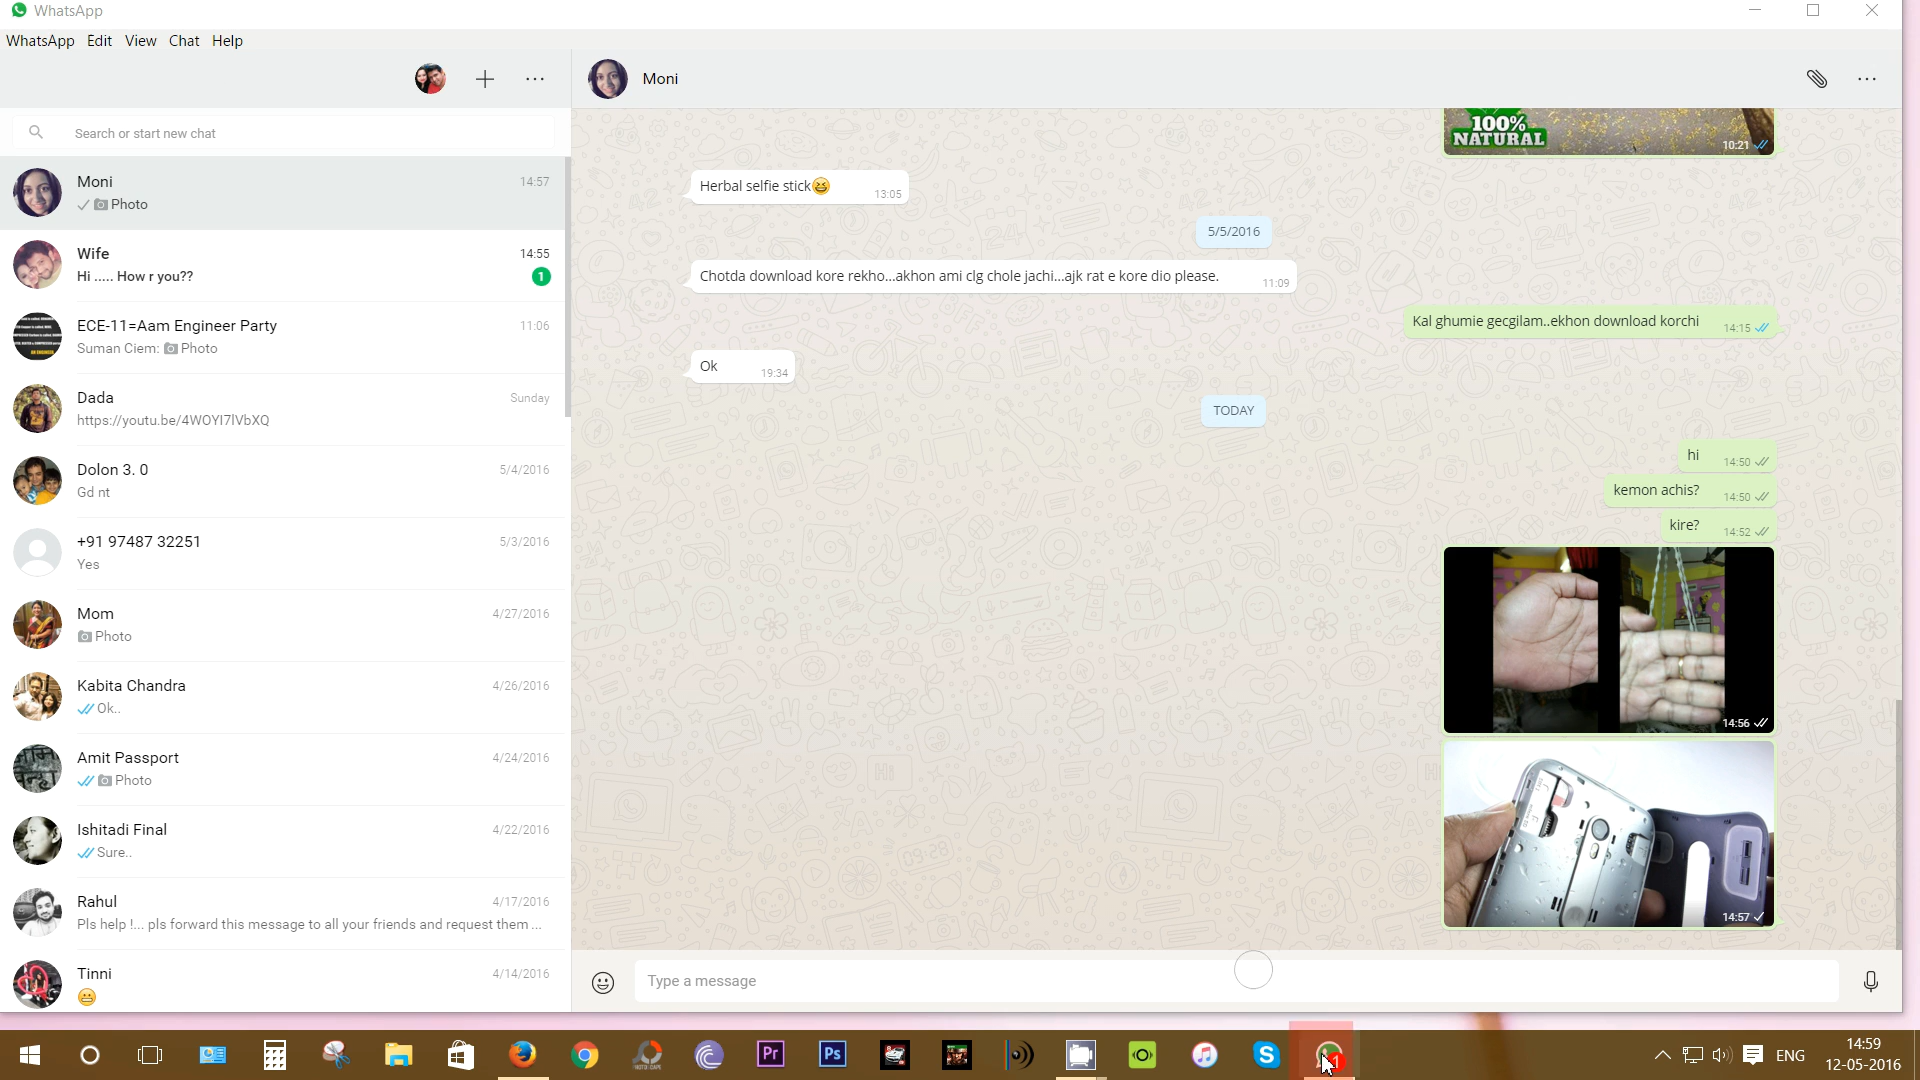 WhatsApp
WhatsApp Edit View Chat Help
Search or start new chat
Moni 14:57
Photo
Wife 14:55
Hi ..... How r you?? 1
ECE-11=Aam Engineer Party 11:06
Suman Ciem: Photo
Dada Sunday
https://youtu.be/4WOYI7lVbXQ
Dolon 3. 0 5/4/2016
Gd nt
+91 97487 32251 5/3/2016
Yes
Mom 4/27/2016
Photo
Kabita Chandra 4/26/2016
Ok..
Amit Passport 4/24/2016
Photo
Ishitadi Final 4/22/2016
Sure..
Rahul 4/17/2016
Pls help !... pls forward this message to all your friends and request them ...
Tinni 4/14/2016
😬
Moni
100%
NATURAL
10:21
Herbal selfie stick😆 13:05
5/5/2016
Chotda download kore rekho...akhon ami clg chole jachi...ajk rat e kore dio please. 11:09
Kal ghumie gecgilam..ekhon download korchi 14:15
Ok 19:34
TODAY
hi 14:50
kemon achis? 14:50
kire? 14:52
14:56
14:57
Type a message
Pr Ps S 1
ENG
14:59
12-05-2016